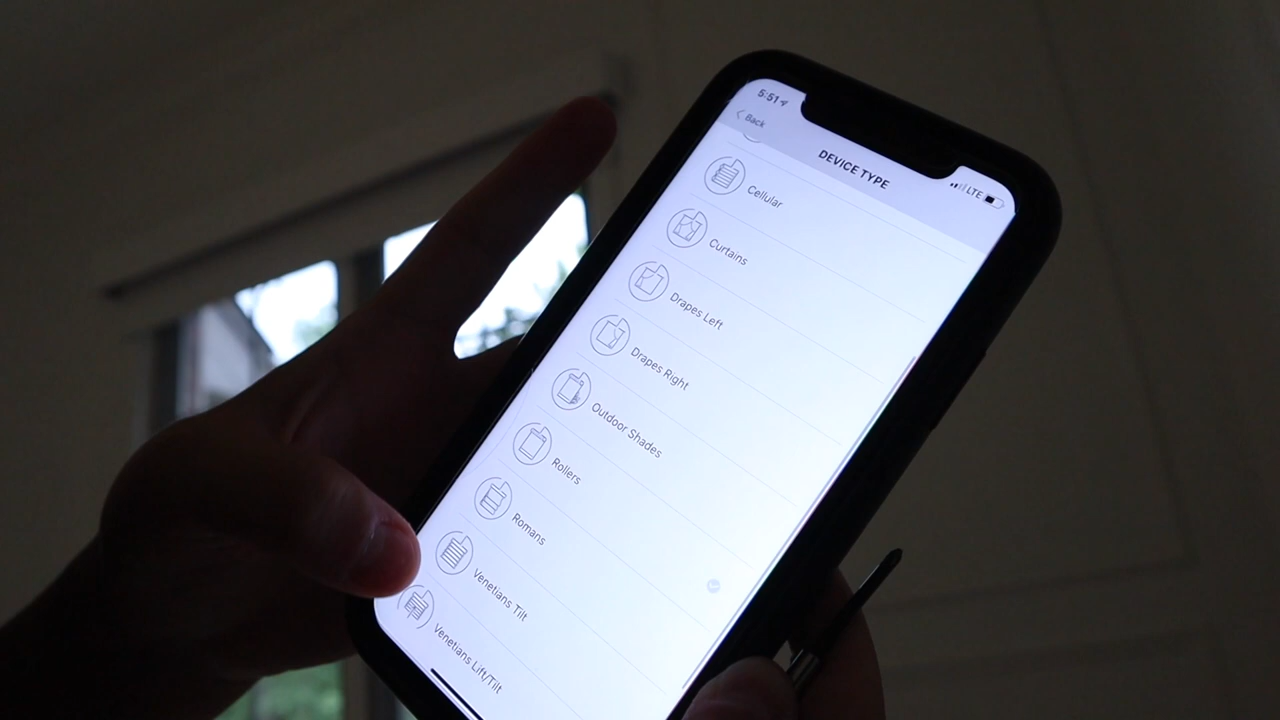 5:51
LTE
Back
DEVICE TYPE
Cellular
Curtains
Drapes Left
Drapes Right
Outdoor Shades
Rollers
Romans
Venetians Tilt
Venetians Lift/Tilt